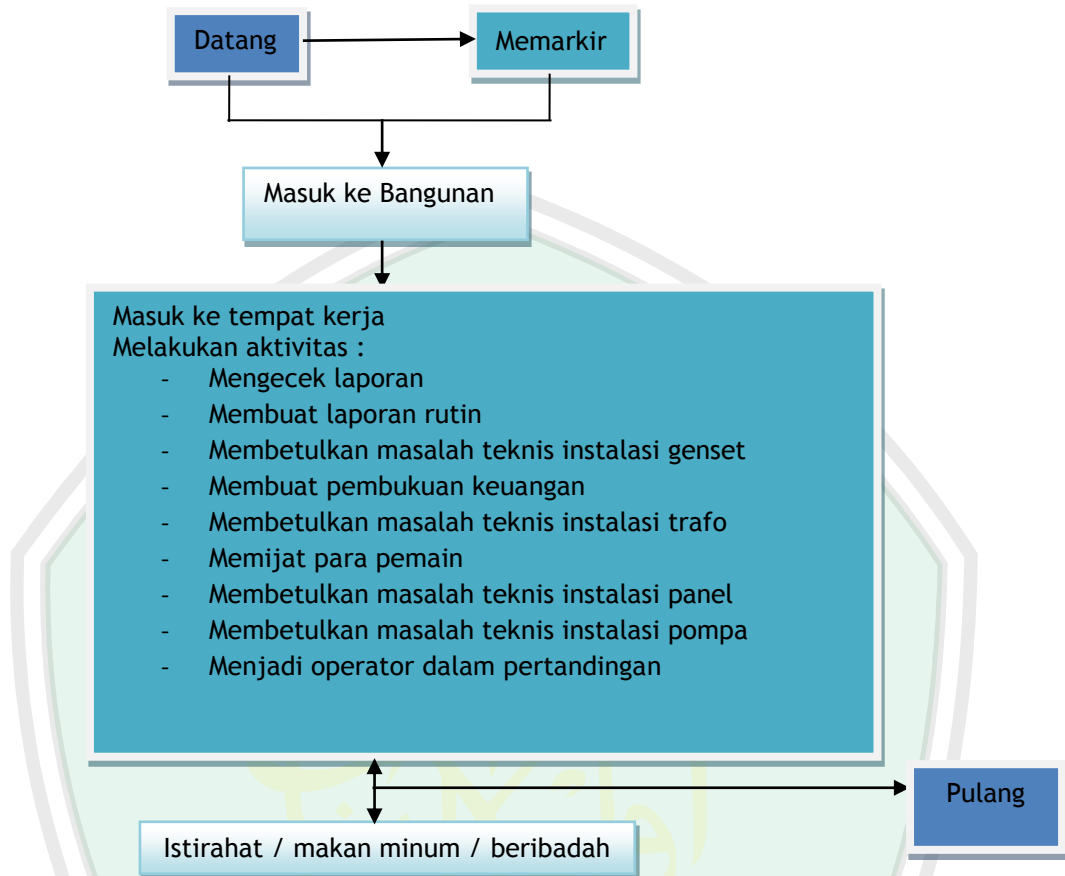 Datang
Memarkir
Masuk ke Bangunan
Masuk ke tempat kerja
Melakukan aktivitas :
- Mengecek laporan
- Membuat laporan rutin
- Membetulkan masalah teknis instalasi genset
- Membuat pembukuan keuangan
- Membetulkan masalah teknis instalasi trafo
- Memijat para pemain
- Membetulkan masalah teknis instalasi panel
- Membetulkan masalah teknis instalasi pompa
- Menjadi operator dalam pertandingan
Pulang
Istirahat / makan minum / beribadah